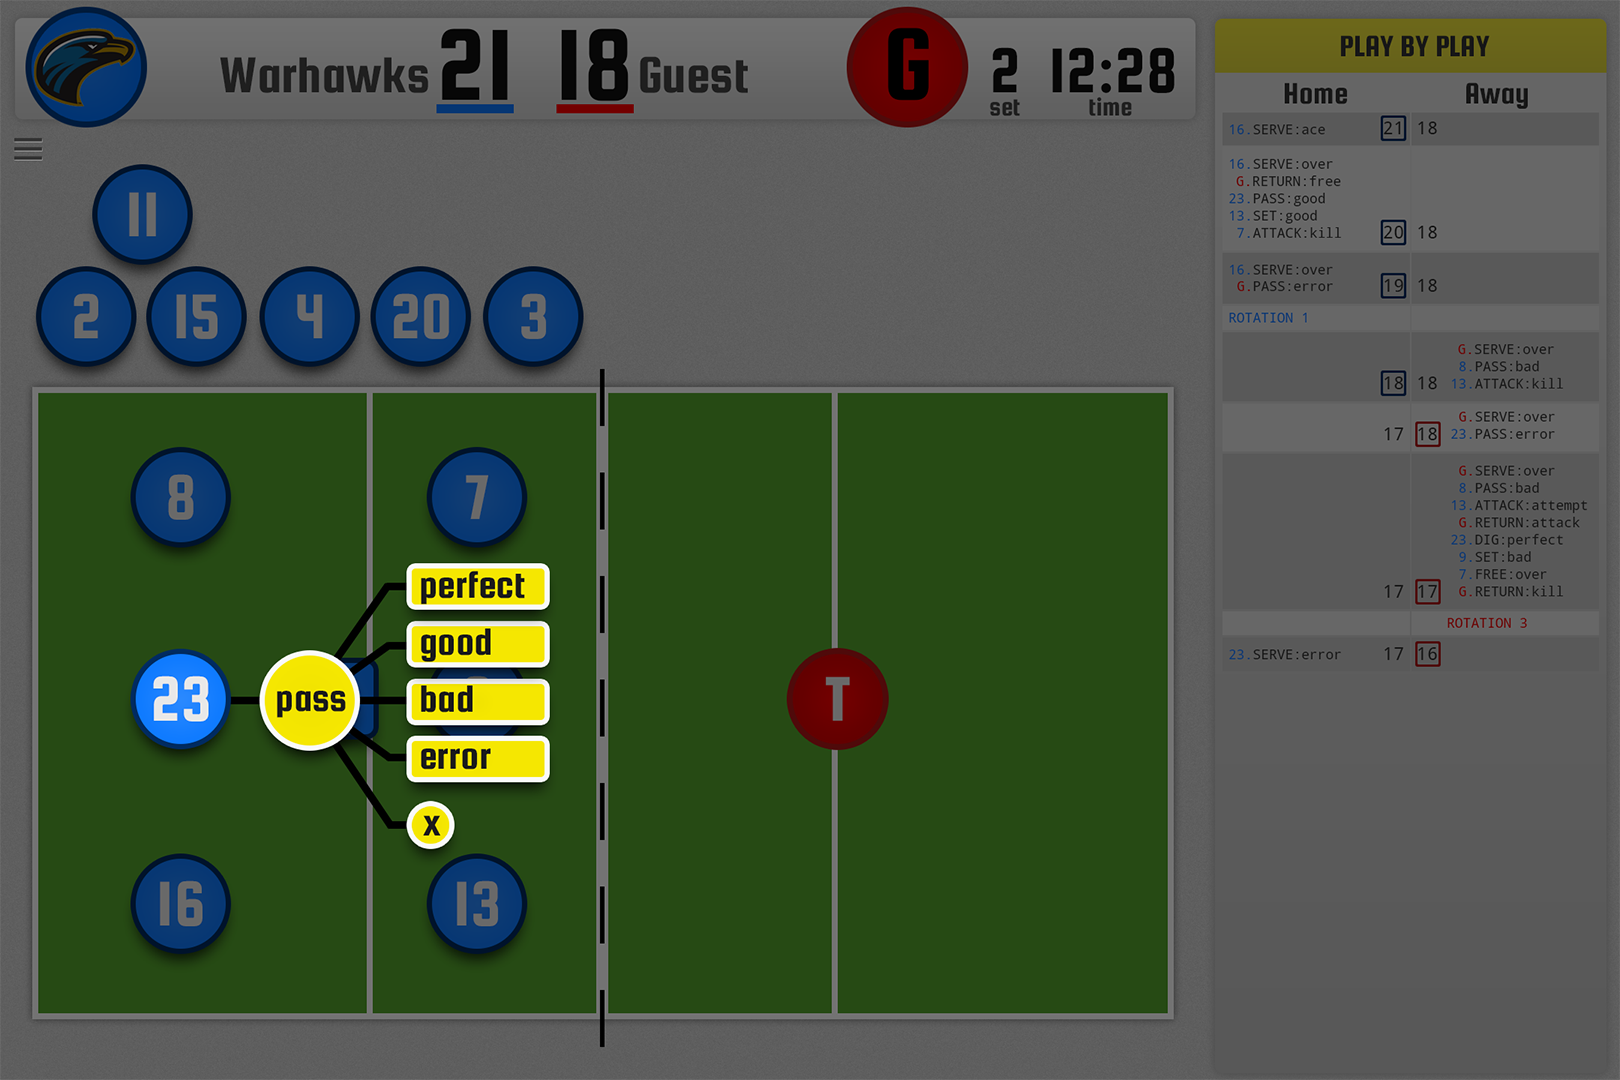 Warhawks 21 18 Guest G 2 12:28
set time
11
2 15 4 20 3
8 7
perfect
good
23 pass bad
error
x
16 13
T
PLAY BY PLAY
Home Away
16.SERVE:ace 21 18
16.SERVE:over
G.RETURN:free
23.PASS:good
13.SET:good
7.ATTACK:kill 20 18
16.SERVE:over
G.PASS:error 19 18
ROTATION 1
G.SERVE:over
8.PASS:bad
18 18 13.ATTACK:kill
G.SERVE:over
17 18 23.PASS:error
G.SERVE:over
8.PASS:bad
13.ATTACK:attempt
G.RETURN:attack
23.DIG:perfect
9.SET:bad
7.FREE:over
17 17 G.RETURN:kill
ROTATION 3
23.SERVE:error 17 16